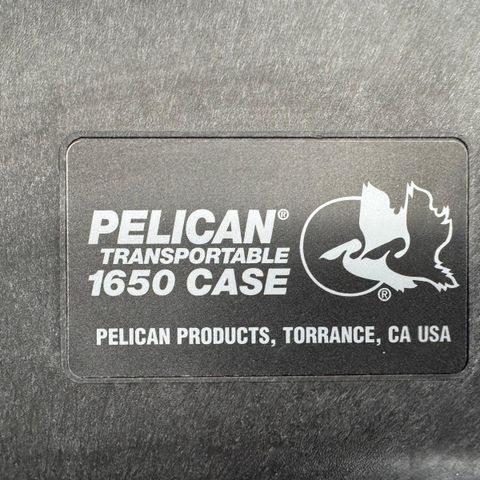 PELICAN®
TRANSPORTABLE
1650 CASE
®
PELICAN PRODUCTS, TORRANCE, CA USA